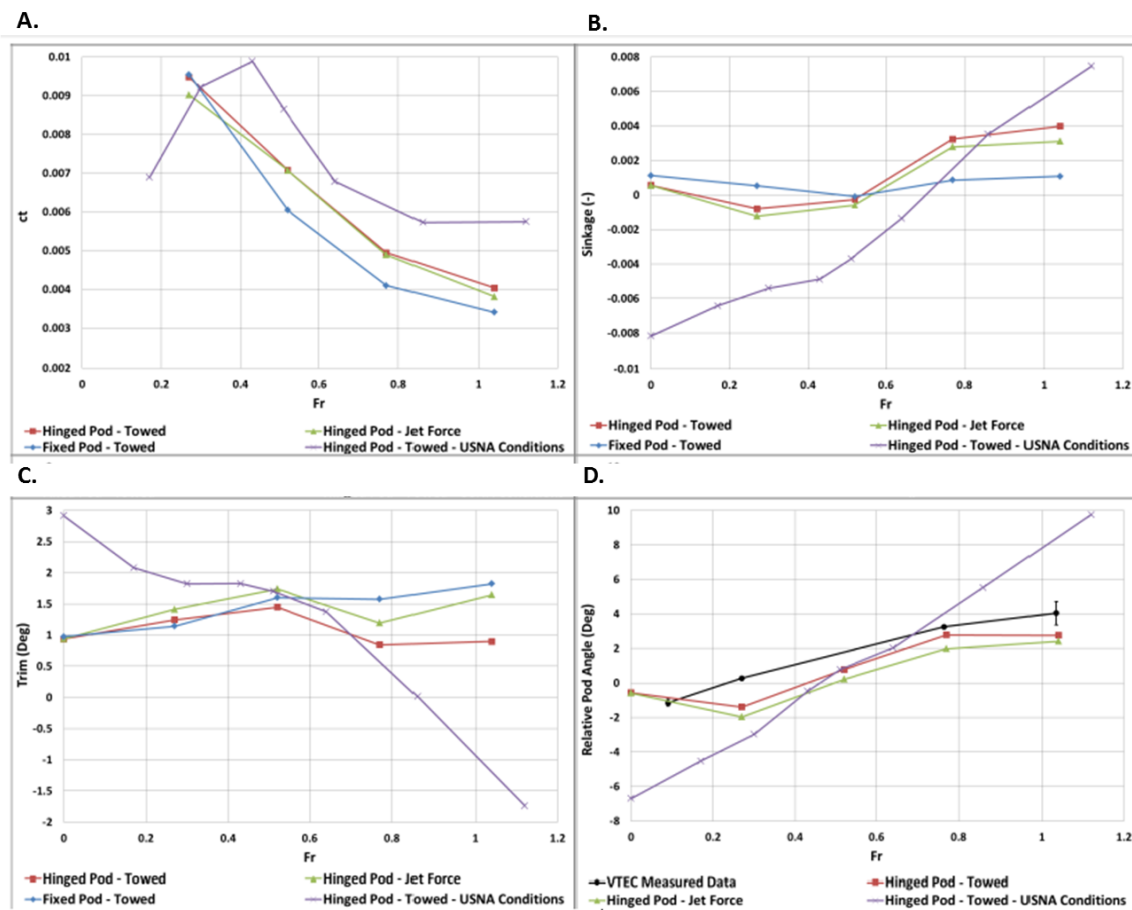 A.
B.
0.01
0.009
0.008
0.007
0.006
0.005
0.004
0.003
0.002
ct
0 0.2 0.4 0.6 0.8 1 1.2
Fr
Hinged Pod - Towed Hinged Pod - Jet Force
Fixed Pod - Towed Hinged Pod - Towed - USNA Conditions
0.008
0.006
0.004
0.002
0
-0.002
-0.004
-0.006
-0.008
-0.01
Sinkage (-)
0 0.2 0.4 0.6 0.8 1 1.2
Fr
Hinged Pod - Towed Hinged Pod - Jet Force
Fixed Pod - Towed Hinged Pod - Towed - USNA Conditions
C.
D.
3
2.5
2
1.5
1
0.5
0
-0.5
-1
-1.5
-2
Trim (Deg)
0 0.2 0.4 0.6 0.8 1 1.2
Fr
Hinged Pod - Towed Hinged Pod - Jet Force
Fixed Pod - Towed Hinged Pod - Towed - USNA Conditions
10
8
6
4
2
0
-2
-4
-6
-8
Relative Pod Angle (Deg)
0 0.2 0.4 0.6 0.8 1 1.2
Fr
VTEC Measured Data Hinged Pod - Towed
Hinged Pod - Jet Force Hinged Pod - Towed - USNA Conditions